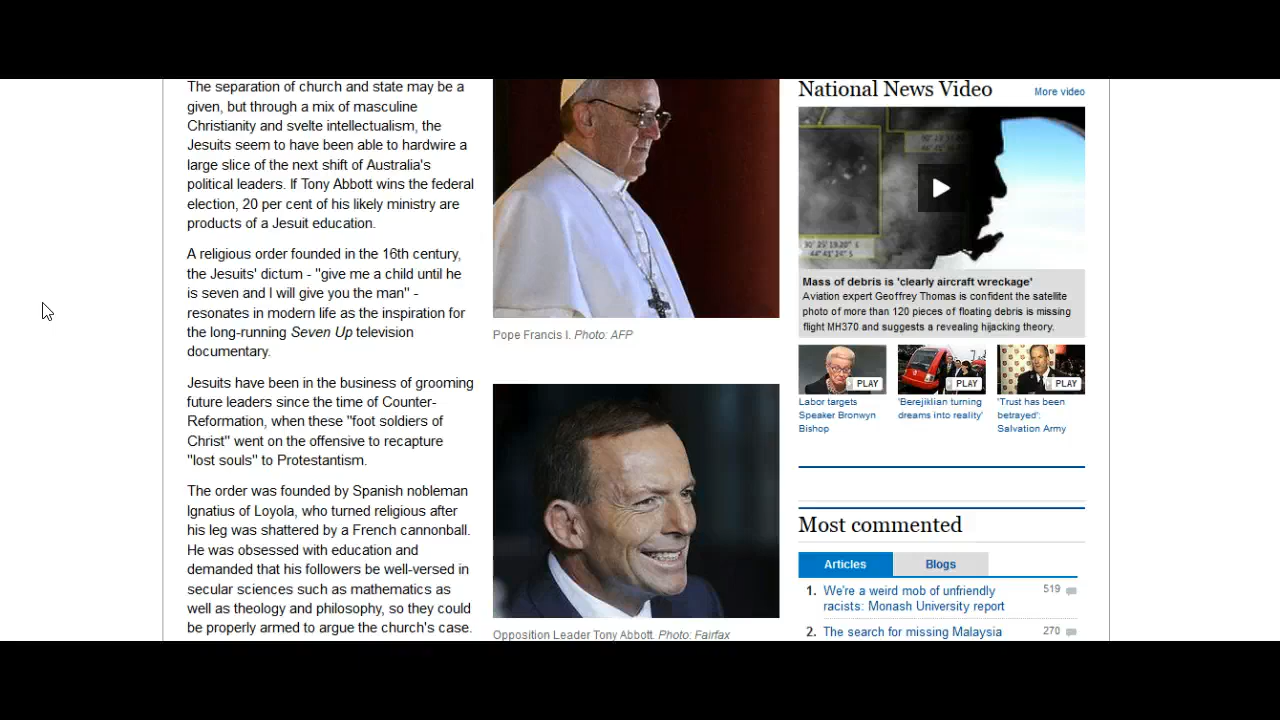 The separation of church and state may be a
given, but through a mix of masculine
Christianity and svelte intellectualism, the
Jesuits seem to have been able to hardwire a
large slice of the next shift of Australia's
political leaders. If Tony Abbott wins the federal
election, 20 per cent of his likely ministry are
products of a Jesuit education.
A religious order founded in the 16th century,
the Jesuits' dictum - "give me a child until he
is seven and I will give you the man" -
resonates in modern life as the inspiration for
the long-running Seven Up television
documentary.
Jesuits have been in the business of grooming
future leaders since the time of Counter-
Reformation, when these "foot soldiers of
Christ" went on the offensive to recapture
"lost souls" to Protestantism.
The order was founded by Spanish nobleman
Ignatius of Loyola, who turned religious after
his leg was shattered by a French cannonball.
He was obsessed with education and
demanded that his followers be well-versed in
secular sciences such as mathematics as
well as theology and philosophy, so they could
be properly armed to argue the church's case.
Pope Francis I. Photo: AFP
Opposition Leader Tony Abbott. Photo: Fairfax
National News Video
More video
Mass of debris is 'clearly aircraft wreckage'
Aviation expert Geoffrey Thomas is confident the satellite
photo of more than 120 pieces of floating debris is missing
flight MH370 and suggests a revealing hijacking theory.
PLAY
PLAY
PLAY
Labor targets
Speaker Bronwyn
Bishop
'Berejiklian turning
dreams into reality'
'Trust has been
betrayed':
Salvation Army
Most commented
Articles
Blogs
1. We're a weird mob of unfriendly 519
racists: Monash University report
2. The search for missing Malaysia 270